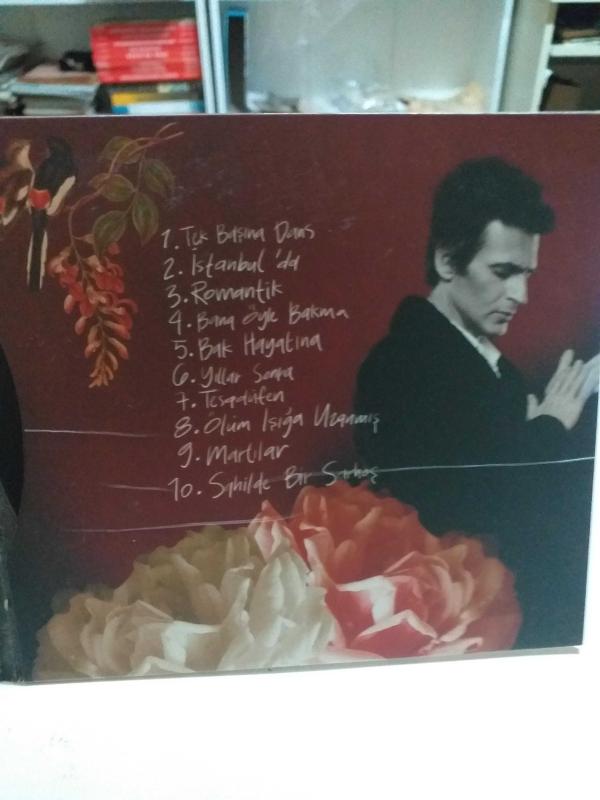 1. Tek Başına Dans
2. İstanbul'da
3. Romantik
4. Bana Öyle Bakma
5. Bak Hayatına
6. Yıllar Sonra
7. Tesadüfen
8. Ölüm Işığa Uzanmış
9. Martılar
10. Sahilde Bir Sarhoş